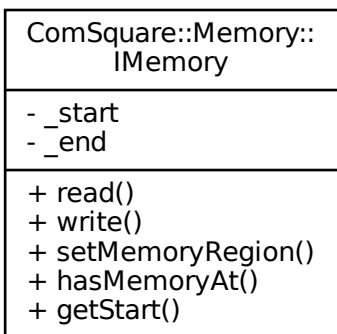 ComSquare::Memory::
IMemory
- _start
- _end
+ read()
+ write()
+ setMemoryRegion()
+ hasMemoryAt()
+ getStart()